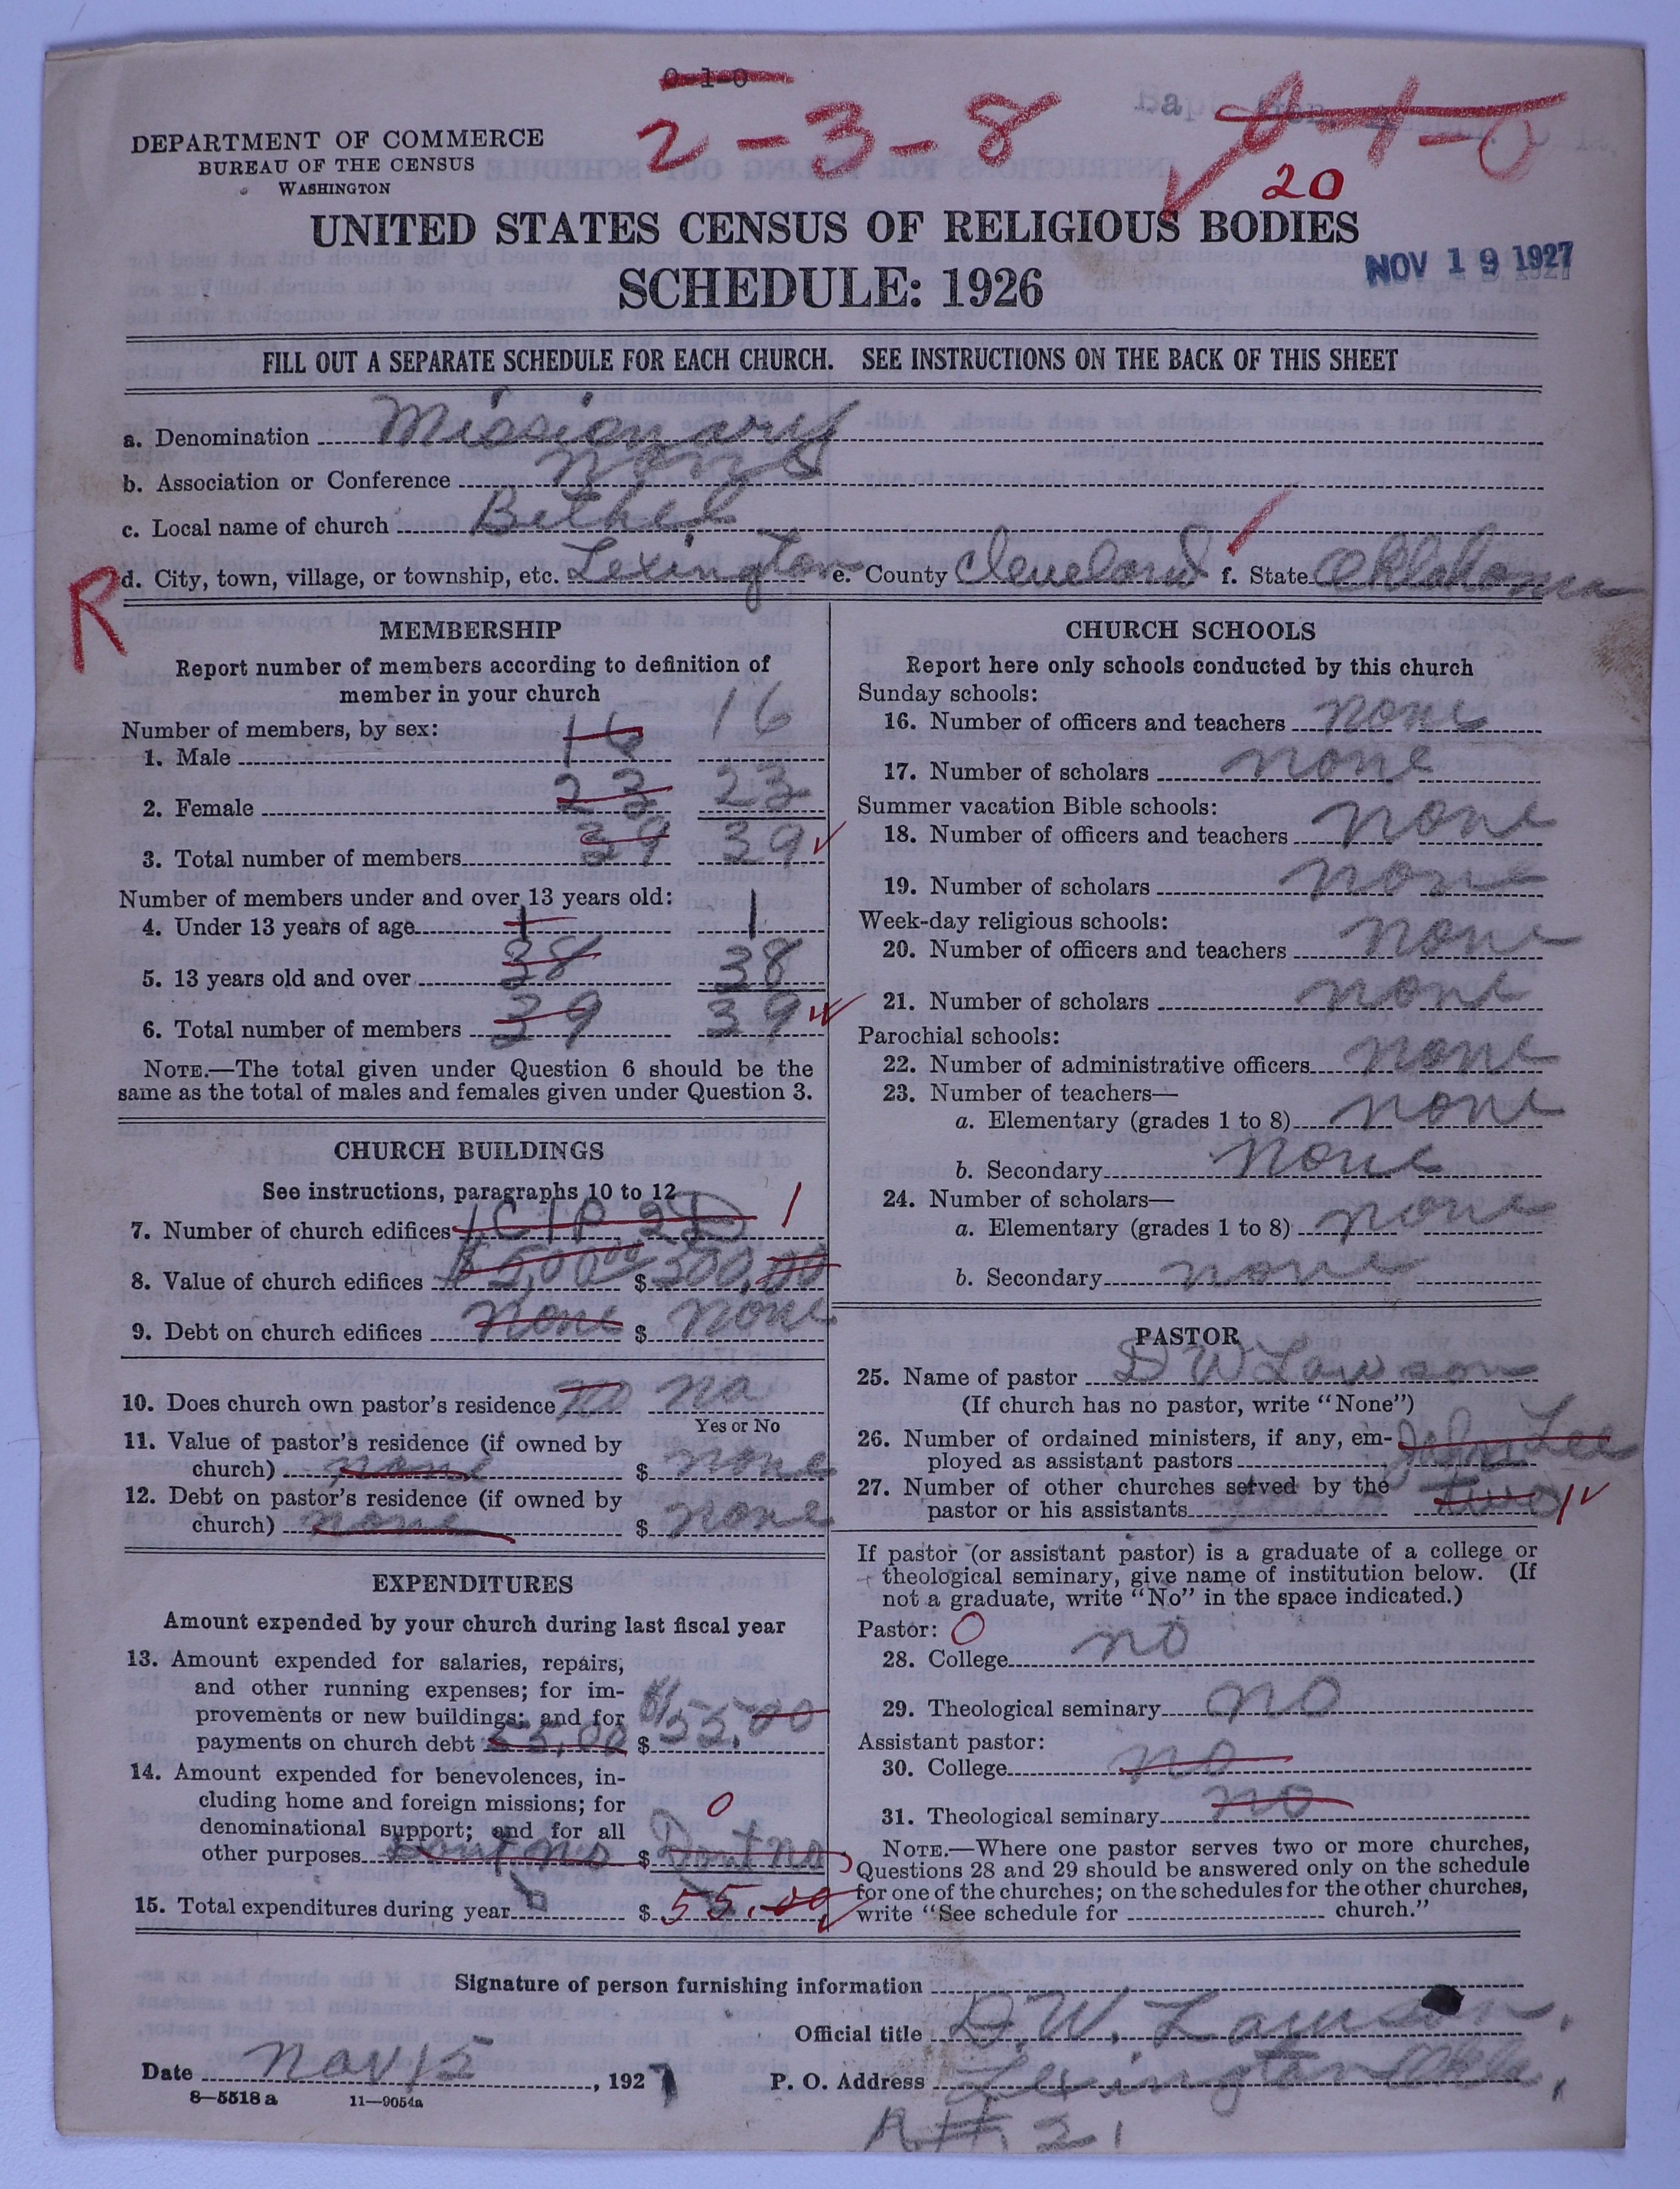 0-1-0
2-3-8
20
DEPARTMENT OF COMMERCE
BUREAU OF THE CENSUS
WASHINGTON
UNITED STATES CENSUS OF RELIGIOUS BODIES
SCHEDULE: 1926
NOV 19 1927
FILL OUT A SEPARATE SCHEDULE FOR EACH CHURCH. SEE INSTRUCTIONS ON THE BACK OF THIS SHEET
a. Denomination Missionary
b. Association or Conference none
c. Local name of church Bethel
R
d. City, town, village, or township, etc. Lexington e. County Cleveland f. State Oklahoma
MEMBERSHIP
Report number of members according to definition of
member in your church
Number of members, by sex:
1. Male 16 16
2. Female 23 23
3. Total number of members 39 39
Number of members under and over 13 years old:
4. Under 13 years of age 1 1
5. 13 years old and over 38 38
6. Total number of members 39 39
NOTE.—The total given under Question 6 should be the
same as the total of males and females given under Question 3.
CHURCH BUILDINGS
See instructions, paragraphs 10 to 12
7. Number of church edifices 1
8. Value of church edifices $ 500.00
9. Debt on church edifices none $ none
10. Does church own pastor's residence no no
Yes or No
11. Value of pastor's residence (if owned by
church) none $ none
12. Debt on pastor's residence (if owned by
church) none $ none
EXPENDITURES
Amount expended by your church during last fiscal year
13. Amount expended for salaries, repairs,
and other running expenses; for im-
provements or new buildings; and for
payments on church debt 55,00 $ 55.00
14. Amount expended for benevolences, in-
cluding home and foreign missions; for
denominational support; and for all
other purposes Dont no $ Dont no
0
15. Total expenditures during year $ 55.00
CHURCH SCHOOLS
Report here only schools conducted by this church
Sunday schools:
16. Number of officers and teachers none
17. Number of scholars none
Summer vacation Bible schools:
18. Number of officers and teachers none
19. Number of scholars none
Week-day religious schools:
20. Number of officers and teachers none
21. Number of scholars none
Parochial schools:
22. Number of administrative officers none
23. Number of teachers—
a. Elementary (grades 1 to 8) none
b. Secondary none
24. Number of scholars—
a. Elementary (grades 1 to 8) none
b. Secondary none
PASTOR
25. Name of pastor D W Lawson
(If church has no pastor, write "None")
26. Number of ordained ministers, if any, em-
ployed as assistant pastors John Lee
27. Number of other churches served by the
pastor or his assistants two 1
If pastor (or assistant pastor) is a graduate of a college or
theological seminary, give name of institution below. (If
not a graduate, write "No" in the space indicated.)
Pastor: 0
28. College no
29. Theological seminary no
Assistant pastor:
30. College no
31. Theological seminary no
NOTE.—Where one pastor serves two or more churches,
Questions 28 and 29 should be answered only on the schedule
for one of the churches; on the schedules for the other churches,
write "See schedule for church."
Signature of person furnishing information
Official title D. W. Lawson.
Date Nov 15, 1927 P. O. Address Lexington Okla,
8—5518 a 11—9054a
R.#. 2,